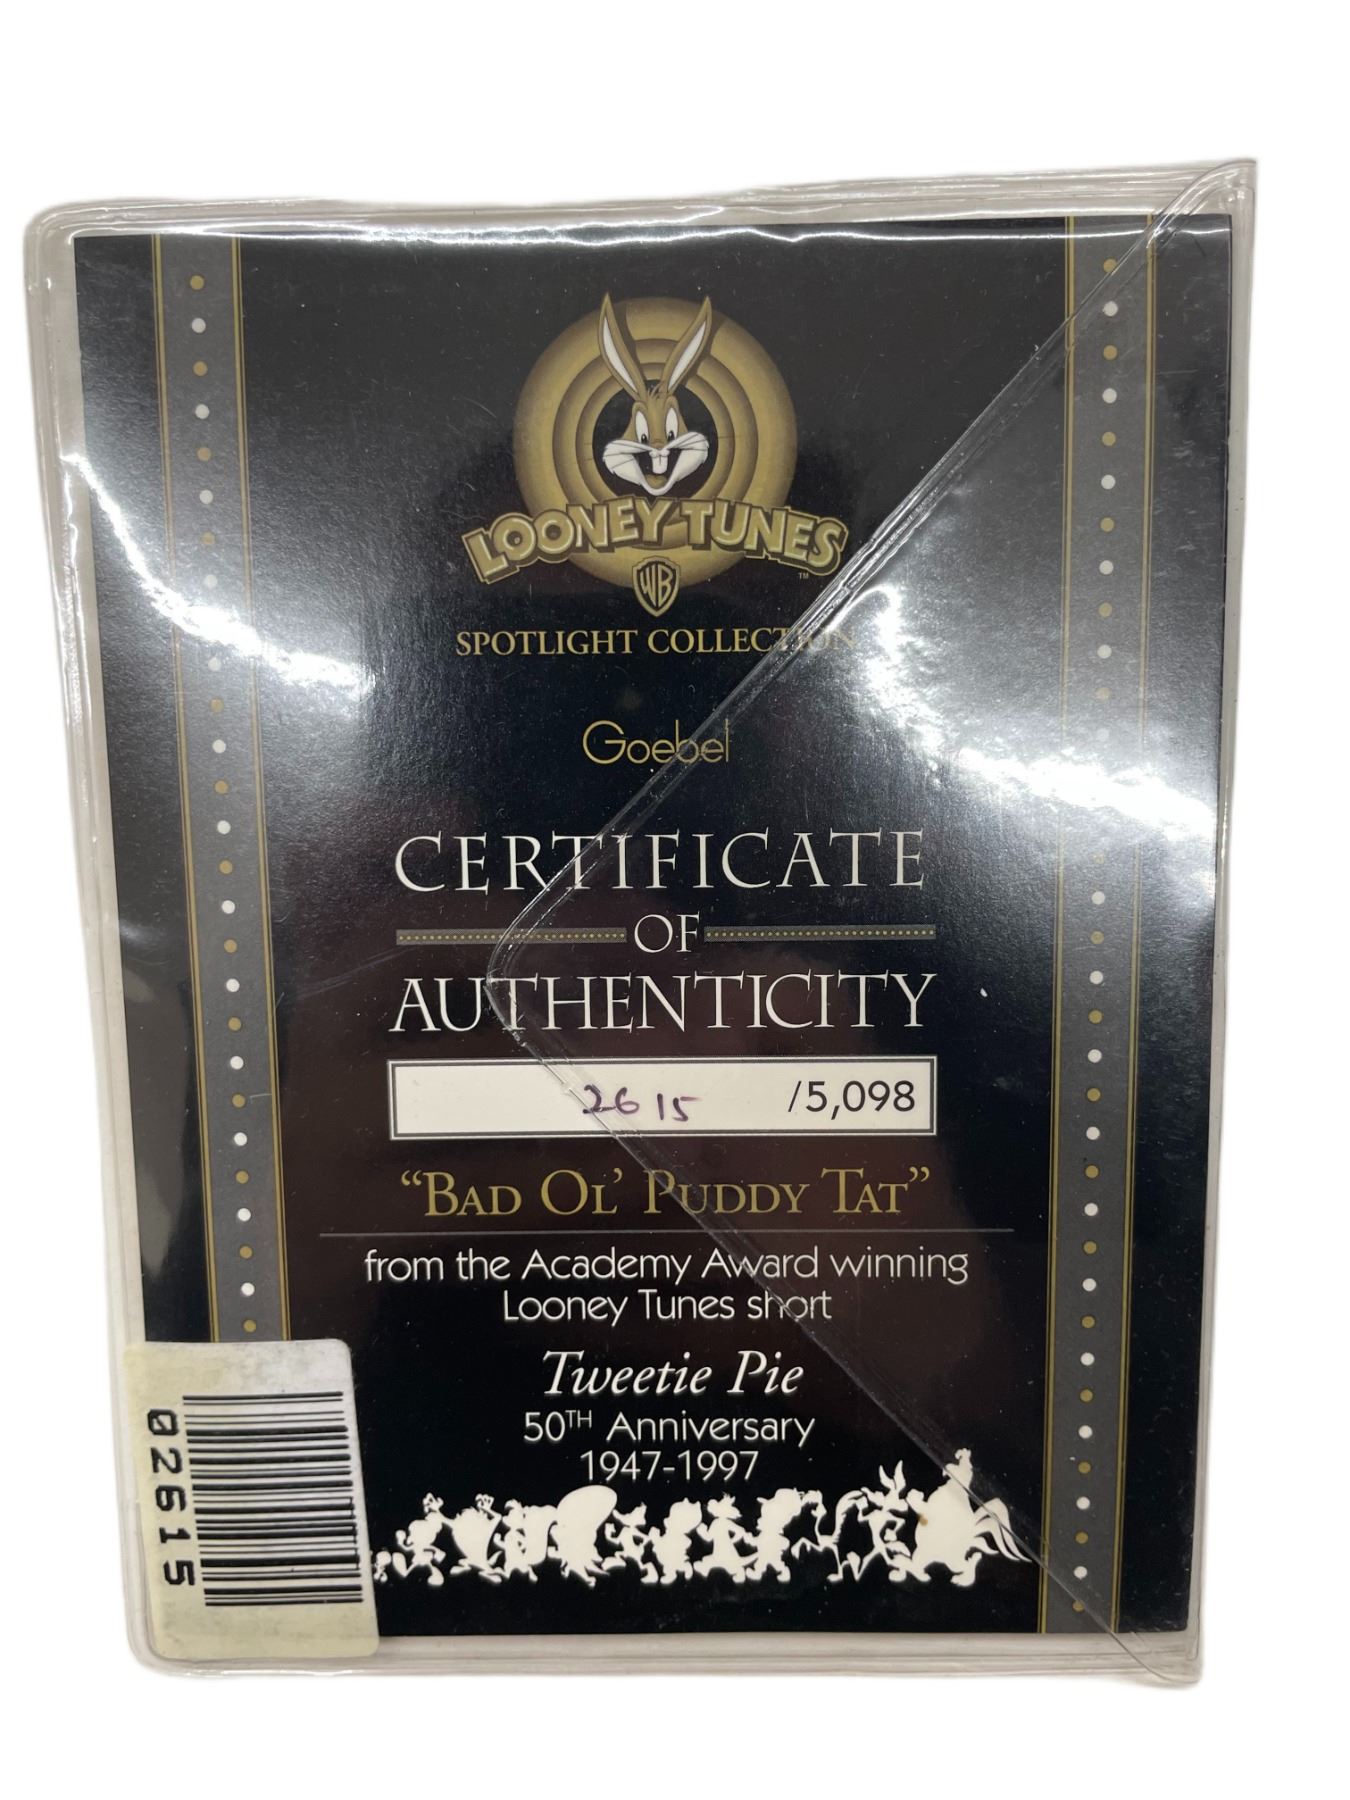 LOONEY TUNES
TM
WB
SPOTLIGHT COLLECTION
Goebel
CERTIFICATE
OF
AUTHENTICITY
2615 /5,098
“BAD OL’ PUDDY TAT”
from the Academy Award winning
Looney Tunes short
Tweetie Pie
50TH Anniversary
1947-1997
02615